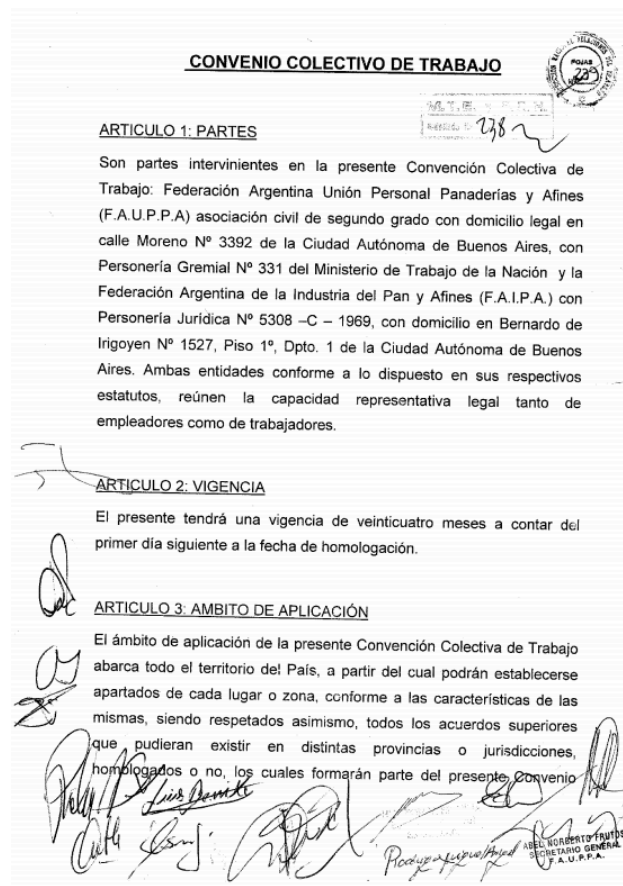 CONVENIO COLECTIVO DE TRABAJO
FOJAS
239
238
ARTICULO 1: PARTES
Son partes intervinientes en la presente Convención Colectiva de
Trabajo: Federación Argentina Unión Personal Panaderías y Afines
(F.A.U.P.P.A) asociación civil de segundo grado con domicilio legal en
calle Moreno Nº 3392 de la Ciudad Autónoma de Buenos Aires, con
Personería Gremial Nº 331 del Ministerio de Trabajo de la Nación y la
Federación Argentina de la Industria del Pan y Afines (F.A.I.P.A.) con
Personería Jurídica Nº 5308 –C – 1969, con domicilio en Bernardo de
Irigoyen Nº 1527, Piso 1º, Dpto. 1 de la Ciudad Autónoma de Buenos
Aires. Ambas entidades conforme a lo dispuesto en sus respectivos
estatutos, reúnen la capacidad representativa legal tanto de
empleadores como de trabajadores.
ARTICULO 2: VIGENCIA
El presente tendrá una vigencia de veinticuatro meses a contar del
primer día siguiente a la fecha de homologación.
ARTICULO 3: AMBITO DE APLICACIÓN
El ámbito de aplicación de la presente Convención Colectiva de Trabajo
abarca todo el territorio del País, a partir del cual podrán establecerse
apartados de cada lugar o zona, conforme a las características de las
mismas, siendo respetados asimismo, todos los acuerdos superiores
que pudieran existir en distintas provincias o jurisdicciones,
homologados o no, los cuales formarán parte del presente Convenio
ABEL NORBERTO FRUTOS
SECRETARIO GENERAL
F.A.U.P.P.A.